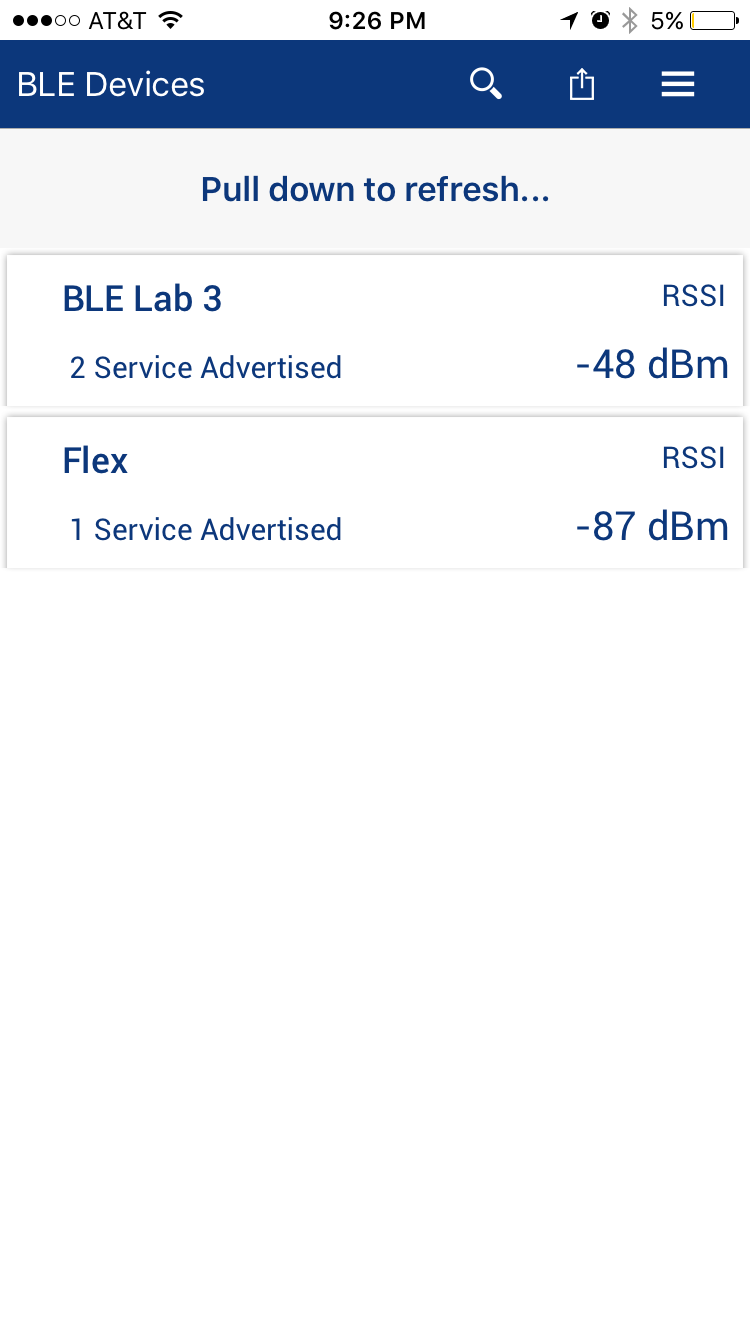 AT&T 9:26 PM 5%
BLE Devices
Pull down to refresh...
BLE Lab 3 RSSI
2 Service Advertised -48 dBm
Flex RSSI
1 Service Advertised -87 dBm